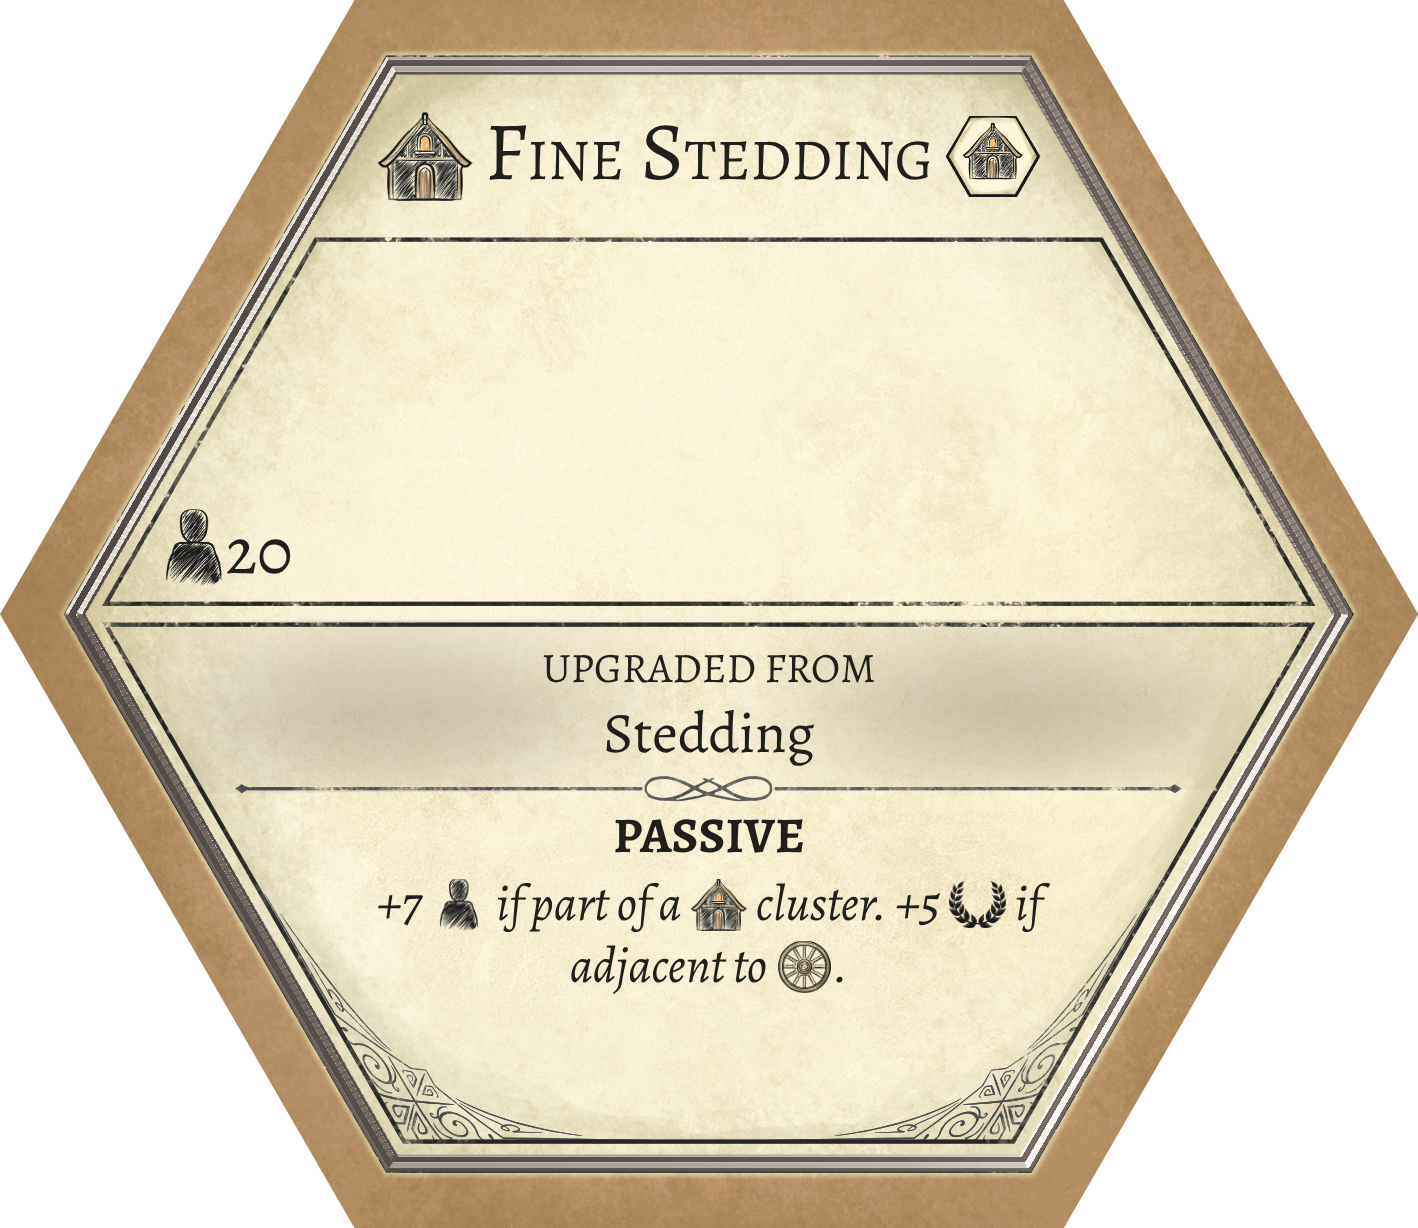 Fine Stedding
20
UPGRADED FROM
Stedding
PASSIVE
+7 if part of a cluster. +5 if
adjacent to .